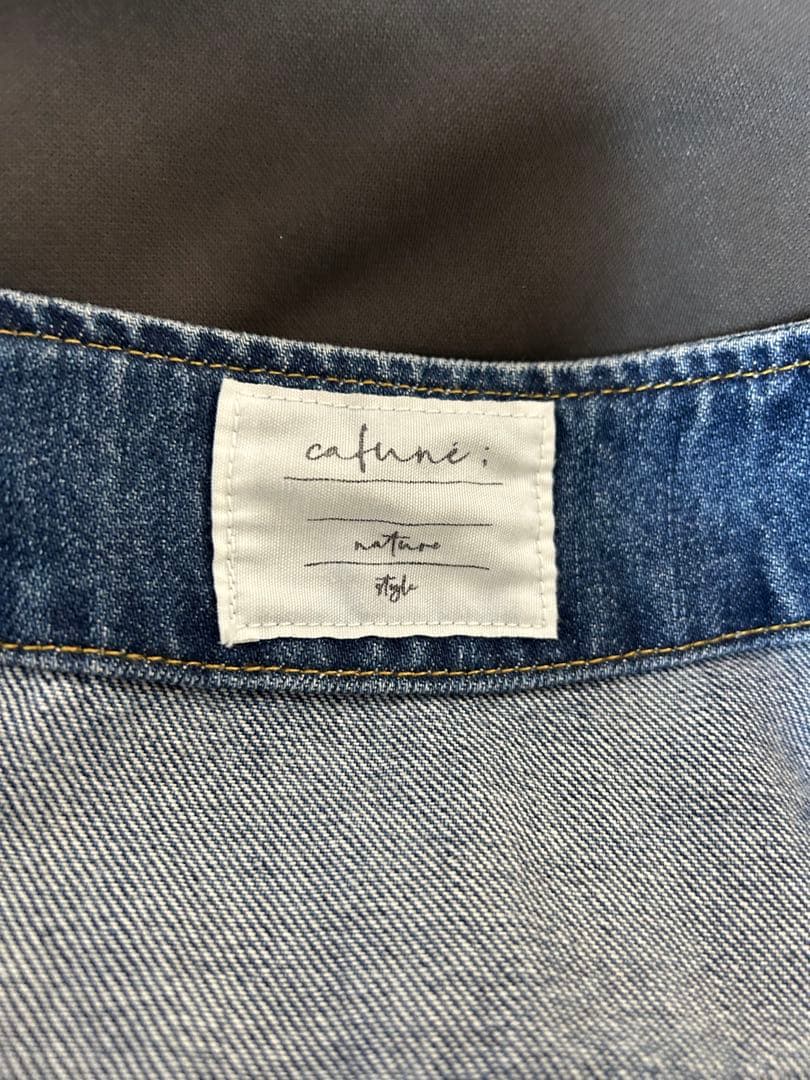 cafuné ;
nature
style